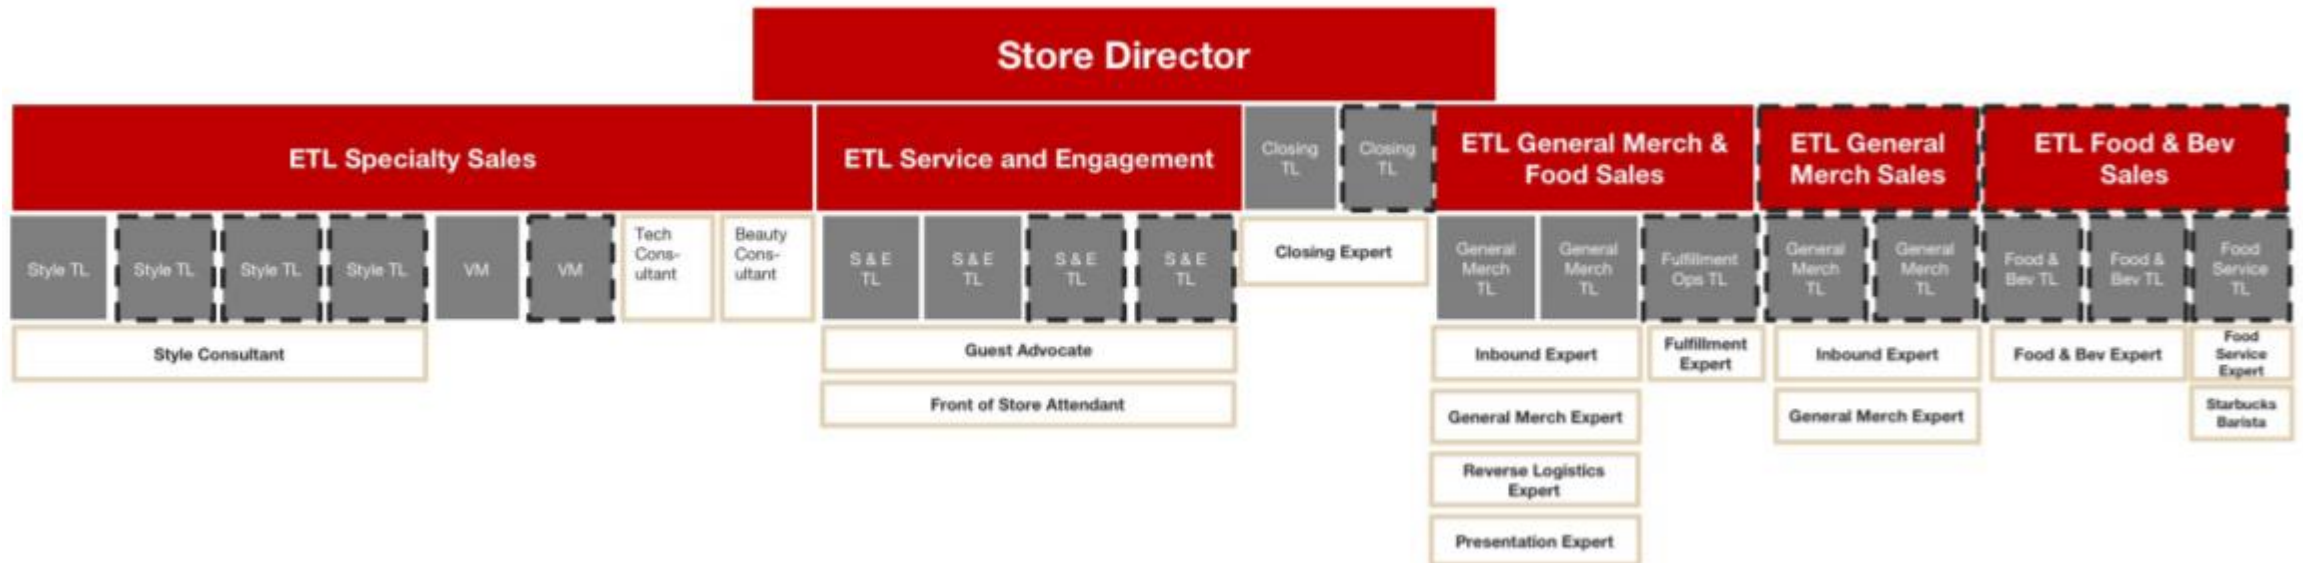 Store Director
ETL Specialty Sales
ETL Service and Engagement
Closing
TL
Closing
TL
ETL General Merch &
Food Sales
ETL General
Merch Sales
ETL Food & Bev
Sales
Style TL
Style TL
Style TL
Style TL
VM
VM
Tech
Cons-
ultant
Beauty
Cons-
ultant
S & E
TL
S & E
TL
S & E
TL
S & E
TL
Closing Expert
General
Merch
TL
General
Merch
TL
Fulfillment
Ops TL
General
Merch
TL
General
Merch
TL
Food &
Bev TL
Food &
Bev TL
Food
Service
TL
Style Consultant
Guest Advocate
Front of Store Attendant
Inbound Expert
Fulfillment
Expert
Inbound Expert
Food & Bev Expert
Food
Service
Expert
General Merch Expert
General Merch Expert
Starbucks
Barista
Reverse Logistics
Expert
Presentation Expert